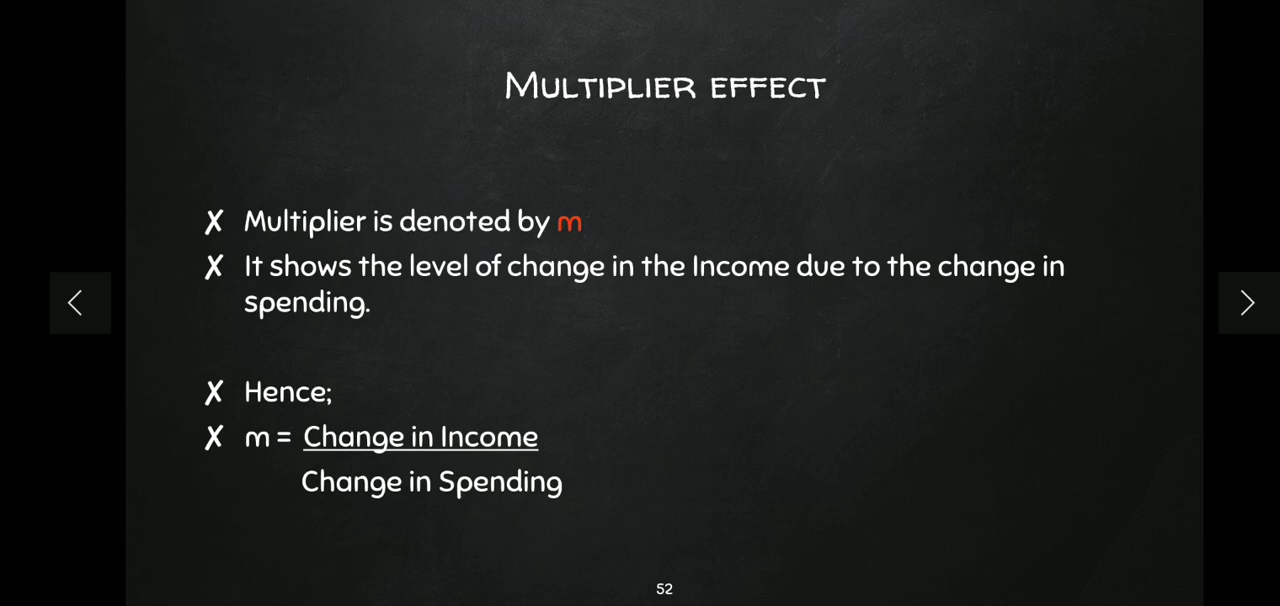 Multiplier effect
✗ Multiplier is denoted by m
✗ It shows the level of change in the Income due to the change in
spending.
✗ Hence;
✗ m = Change in Income
Change in Spending
52